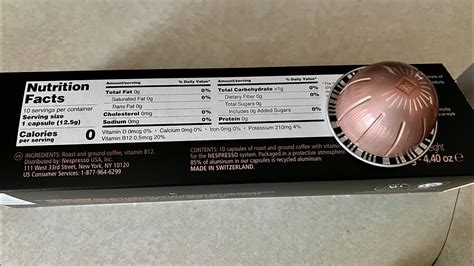 Nutrition
Facts
10 servings per container
Serving size
1 capsule (12.5g)
Calories
per serving
0
Amount/serving % Daily Value*
Total Fat 0g 0%
Saturated Fat 0g 0%
Trans Fat 0g
Cholesterol 0mg 0%
Sodium 0mg 0%
Amount/serving % Daily Value*
Total Carbohydrate <1g 0%
Dietary Fiber 0g 0%
Total Sugars 0g
Includes 0g Added Sugars 0%
Protein 0g
Vitamin D 0mcg 0% • Calcium 0mg 0% • Iron 0mg 0% • Potassium 210mg 4%
Vitamin B12 0.5mcg 20%
INGREDIENTS: Roast and ground coffee, vitamin B12.
Distributed by: Nespresso USA, Inc.
111 West 33rd Street, New York, NY 10120
US Consumer Services: 1-877-964-6299
CONTENTS: 10 capsules of roast and ground coffee with vitamin
for the NESPRESSO system. Packaged in a protective atmosphere
85% of aluminum in our capsules is recycled aluminum.
MADE IN SWITZERLAND.
4,40 oz